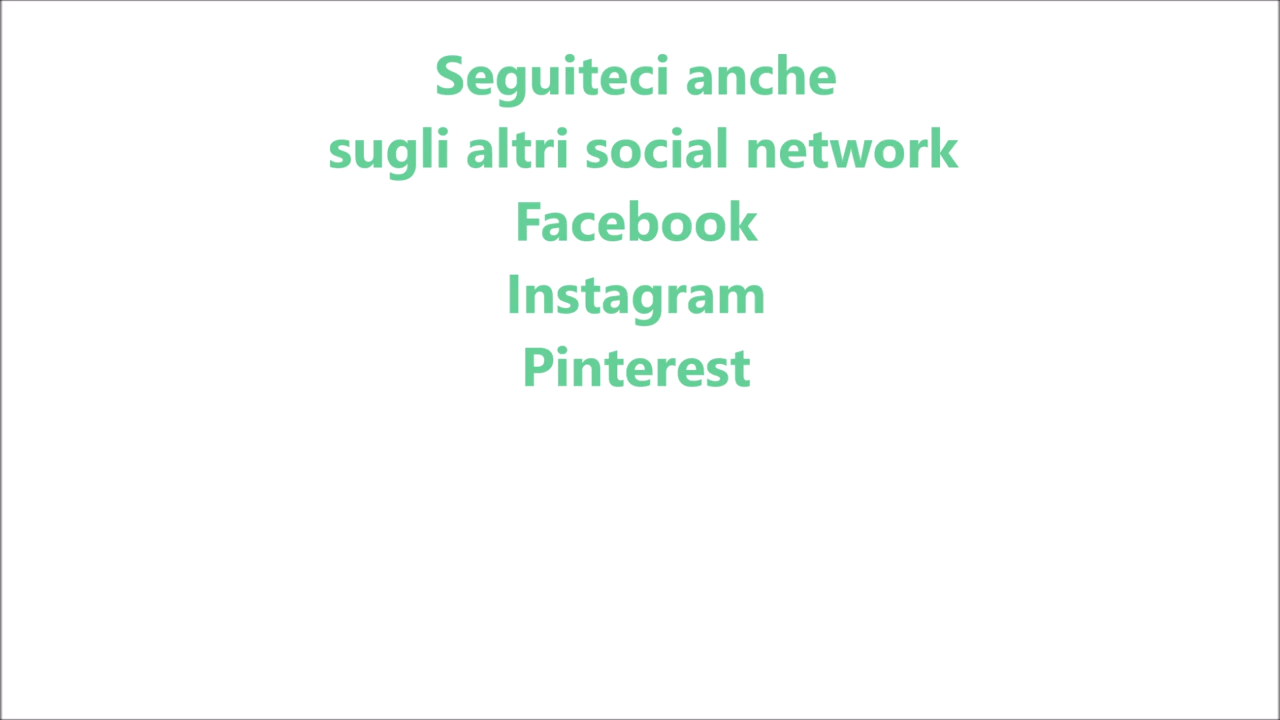 Seguiteci anche
sugli altri social network
Facebook
Instagram
Pinterest